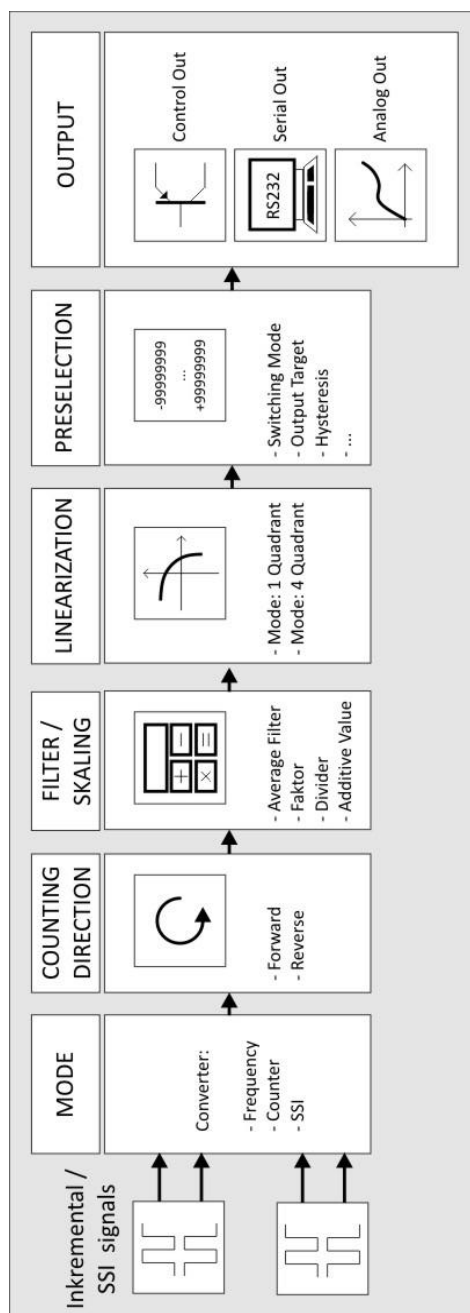 Inkremental /
SSI signals
MODE
Converter:
- Frequency
- Counter
- SSI
COUNTING
DIRECTION
- Forward
- Reverse
FILTER /
SKALING
+
−
×
=
- Average Filter
- Faktor
- Divider
- Additive Value
LINEARIZATION
- Mode: 1 Quadrant
- Mode: 4 Quadrant
PRESELECTION
-99999999
...
+99999999
- Switching Mode
- Output Target
- Hysteresis
- ...
OUTPUT
Control Out
RS232
Serial Out
Analog Out